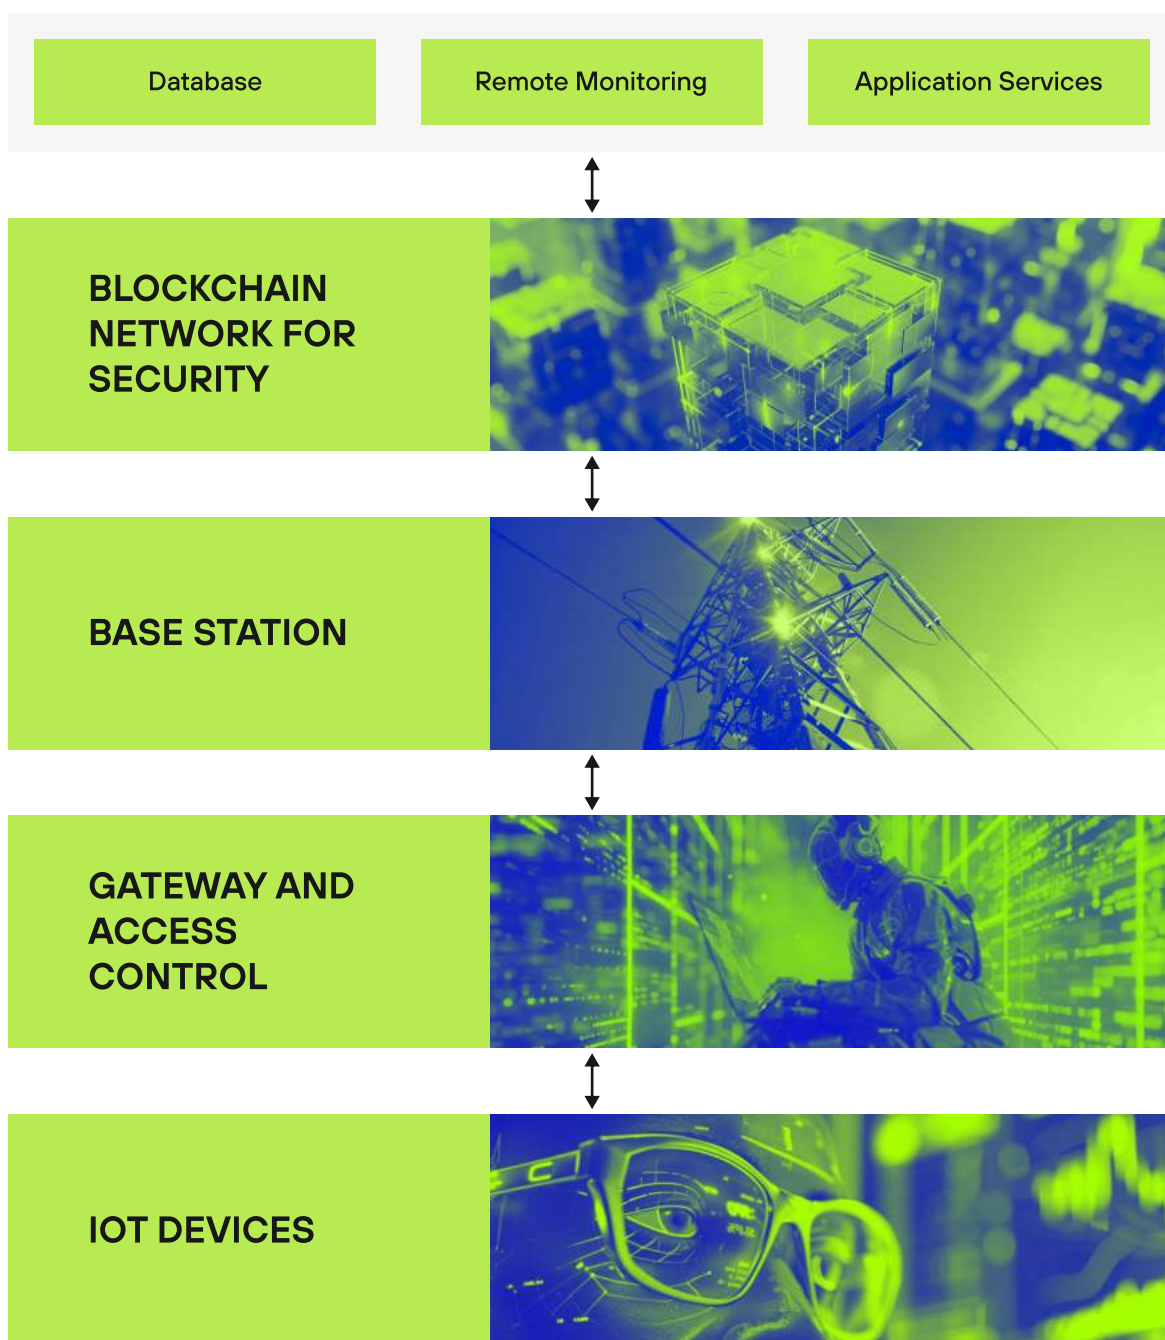 Database
Remote Monitoring
Application Services
BLOCKCHAIN
NETWORK FOR
SECURITY
BASE STATION
GATEWAY AND
ACCESS
CONTROL
IOT DEVICES